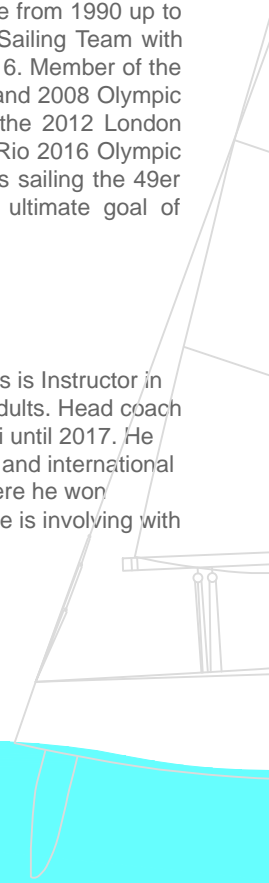 e from 1990 up to
Sailing Team with
6. Member of the
and 2008 Olympic
the 2012 London
Rio 2016 Olympic
s sailing the 49er
ultimate goal of
s is Instructor in
dults. Head coach
i until 2017. He
and international
ere he won
e is involving with